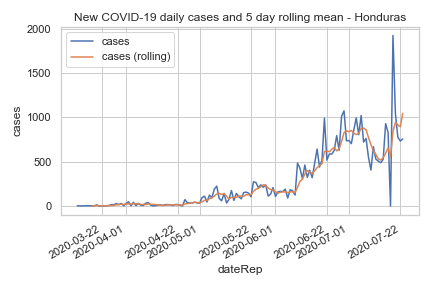 New COVID-19 daily cases and 5 day rolling mean - Honduras
cases
cases (rolling)
2000
1500
1000
500
0
cases
2020-03-22
2020-04-01
2020-04-22
2020-05-01
2020-05-22
2020-06-01
2020-06-22
2020-07-01
2020-07-22
dateRep